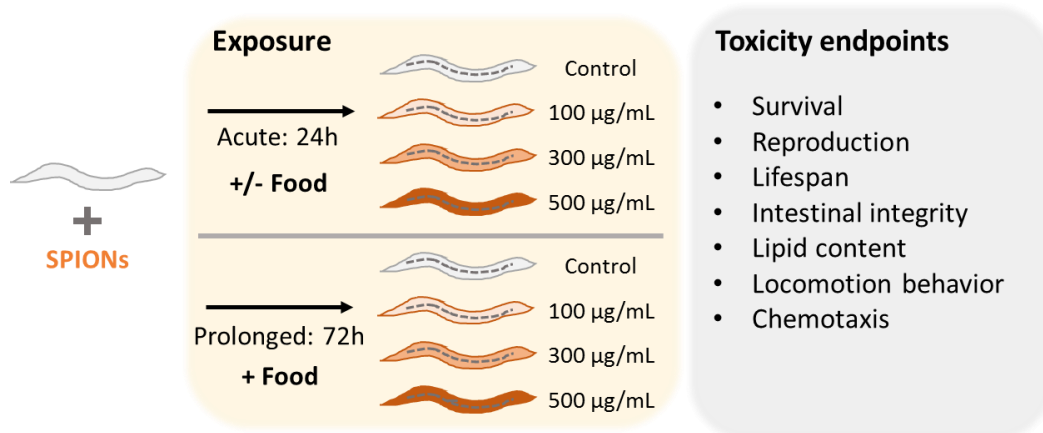 Exposure
Control
100 µg/mL
Acute: 24h
300 µg/mL
+/- Food
500 µg/mL
+
SPIONs
Control
100 µg/mL
Prolonged: 72h
300 µg/mL
+ Food
500 µg/mL
Toxicity endpoints
• Survival
• Reproduction
• Lifespan
• Intestinal integrity
• Lipid content
• Locomotion behavior
• Chemotaxis